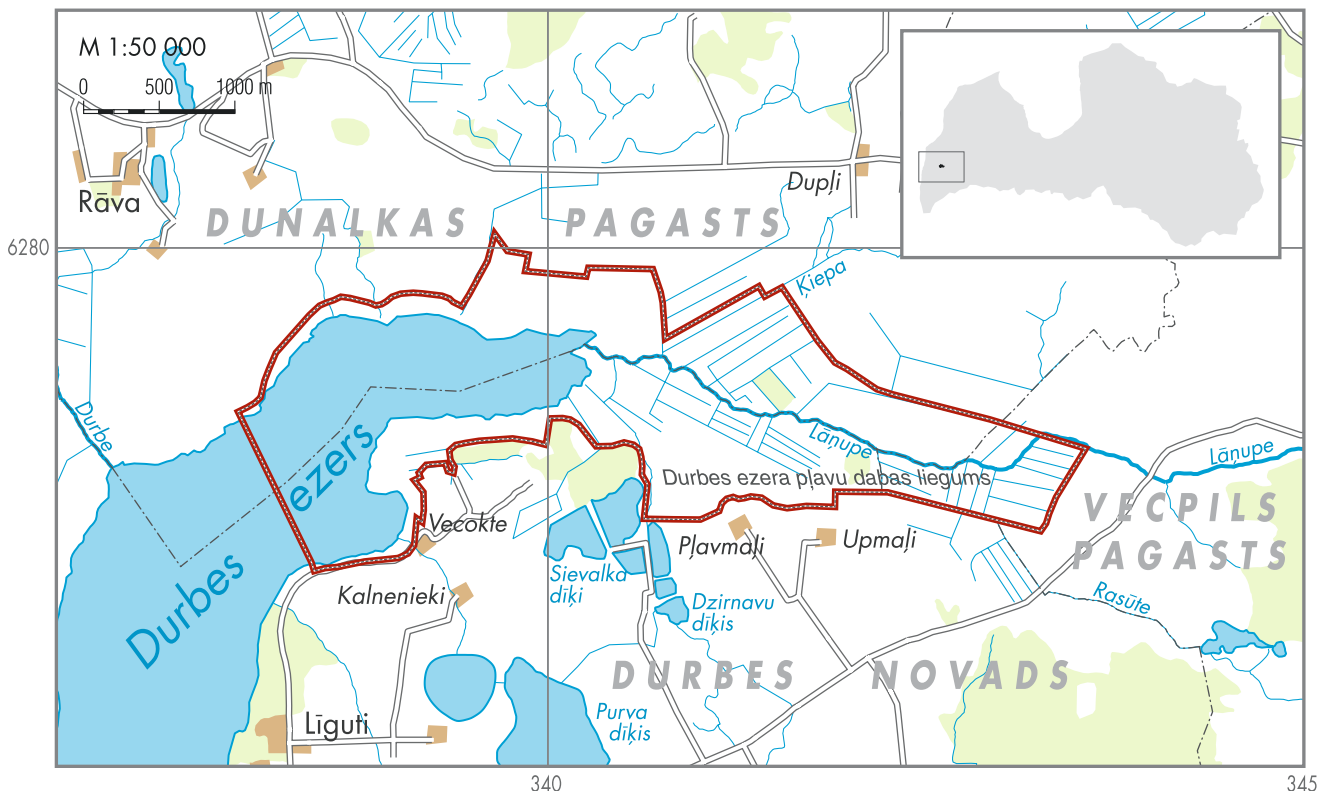 M 1:50 000
0 500 1000 m
Rāva
Dupļi
DUNALKAS PAGASTS
6280
Ķiepa
Durbe
Durbes ezers
Lāņupe
Lāņupe
Durbes ezera pļavu dabas liegums
Vecokte
VECPILS
PAGASTS
Pļavmaļi
Upmaļi
Sievalka
dīķi
Kalnenieki
Dzirnavu
dīķis
Rasūte
DURBES NOVADS
Līguti
Purva
dīķis
340
345